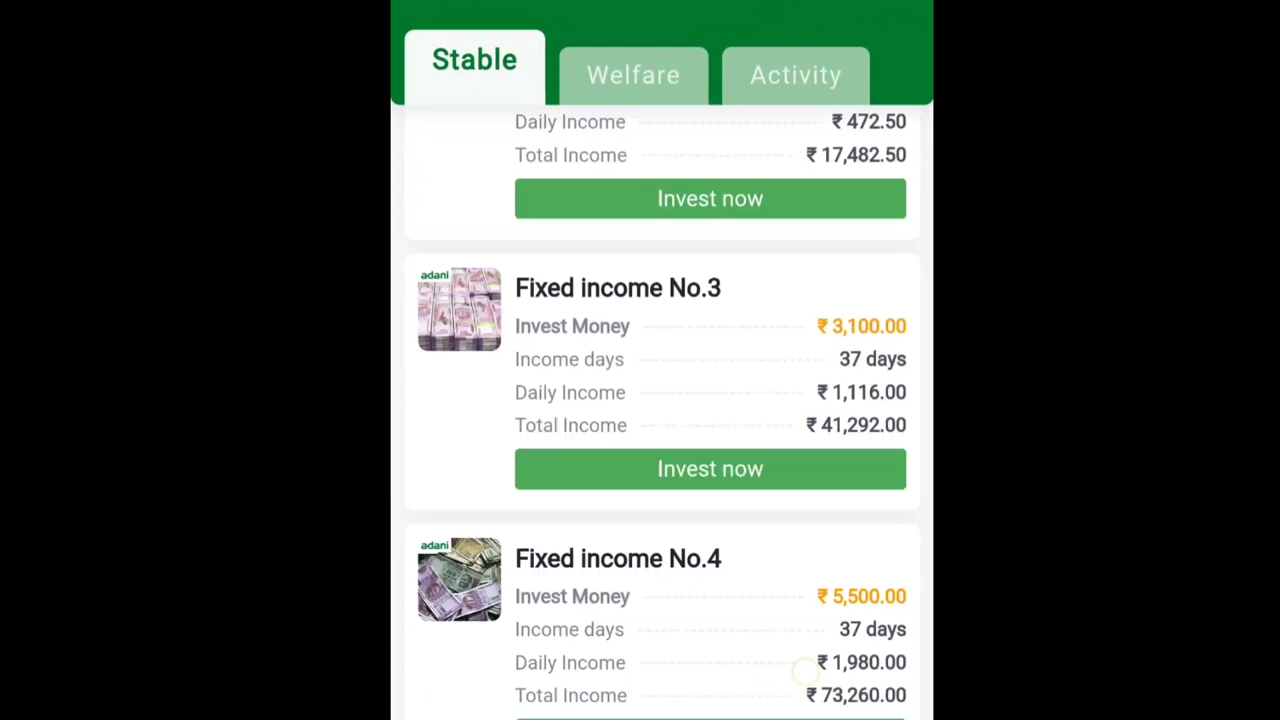 Stable
Welfare
Activity
Daily Income ₹ 472.50
Total Income ₹ 17,482.50
Invest now
adani
Fixed income No.3
Invest Money ₹ 3,100.00
Income days 37 days
Daily Income ₹ 1,116.00
Total Income ₹ 41,292.00
Invest now
adani
Fixed income No.4
Invest Money ₹ 5,500.00
Income days 37 days
Daily Income ₹ 1,980.00
Total Income ₹ 73,260.00